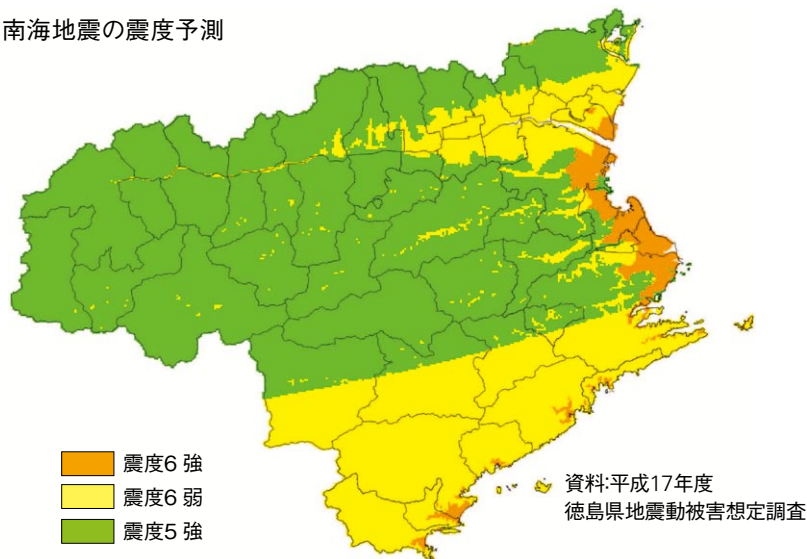 南海地震の震度予測
震度6 強
震度6 弱
震度5 強
資料:平成17年度
徳島県地震動被害想定調査